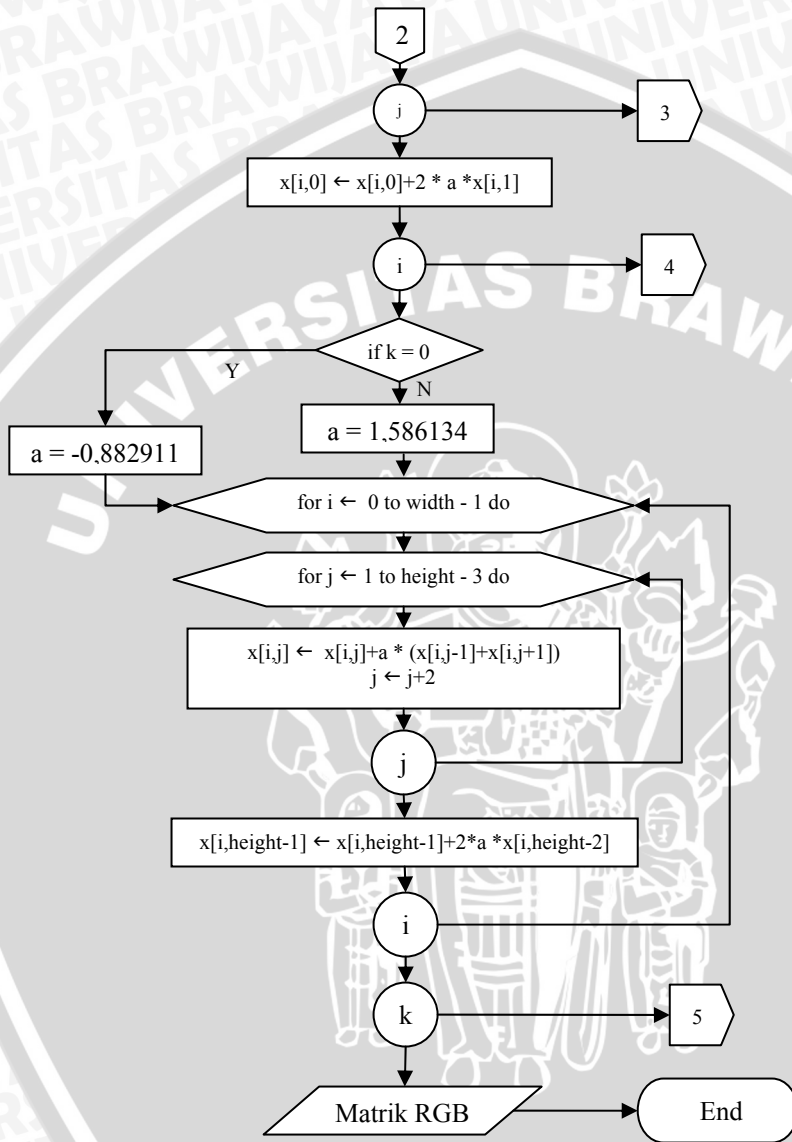 2
j
3
x[i,0] ← x[i,0]+2 * a *x[i,1]
i
4
if k = 0
Y
N
a = -0,882911
a = 1,586134
for i ← 0 to width - 1 do
for j ← 1 to height - 3 do
x[i,j] ← x[i,j]+a * (x[i,j-1]+x[i,j+1])
j ← j+2
j
x[i,height-1] ← x[i,height-1]+2*a *x[i,height-2]
i
k
5
Matrik RGB
End
UNIVERSITAS BRAW